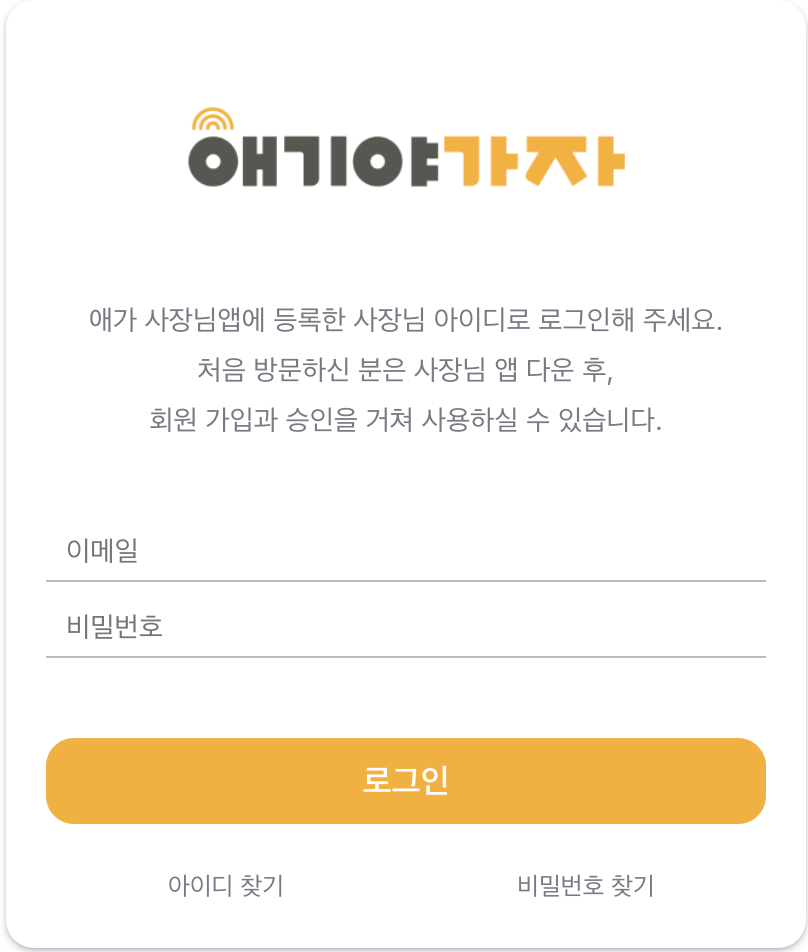 애기야가자
애가 사장님앱에 등록한 사장님 아이디로 로그인해 주세요.
처음 방문하신 분은 사장님 앱 다운 후,
회원 가입과 승인을 거쳐 사용하실 수 있습니다.
이메일
비밀번호
로그인
아이디 찾기
비밀번호 찾기